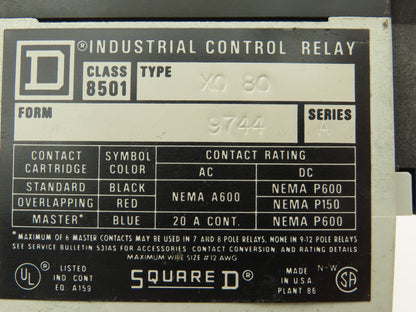 D ® INDUSTRIAL CONTROL RELAY
CLASS 8501 TYPE XO 80
FORM 9744 SERIES A
CONTACT CARTRIDGE SYMBOL COLOR CONTACT RATING
AC DC
STANDARD BLACK NEMA A600 NEMA P600
OVERLAPPING RED NEMA P150
MASTER* BLUE 20 A CONT. NEMA P600
*MAXIMUM OF 6 MASTER CONTACTS MAY BE USED IN 7 AND 8 POLE RELAYS, NONE IN 9-12 POLE RELAYS
SEE SERVICE BULLETIN 531AS FOR ACCESSORIES, CONTACT CONVERSION AND RATING DETAILS
MAXIMUM WIRE SIZE #12 AWG
UL ® LISTED IND CONT EQ A159 SQUARE D ® MADE IN U.S.A. PLANT 86 N-W SA ®